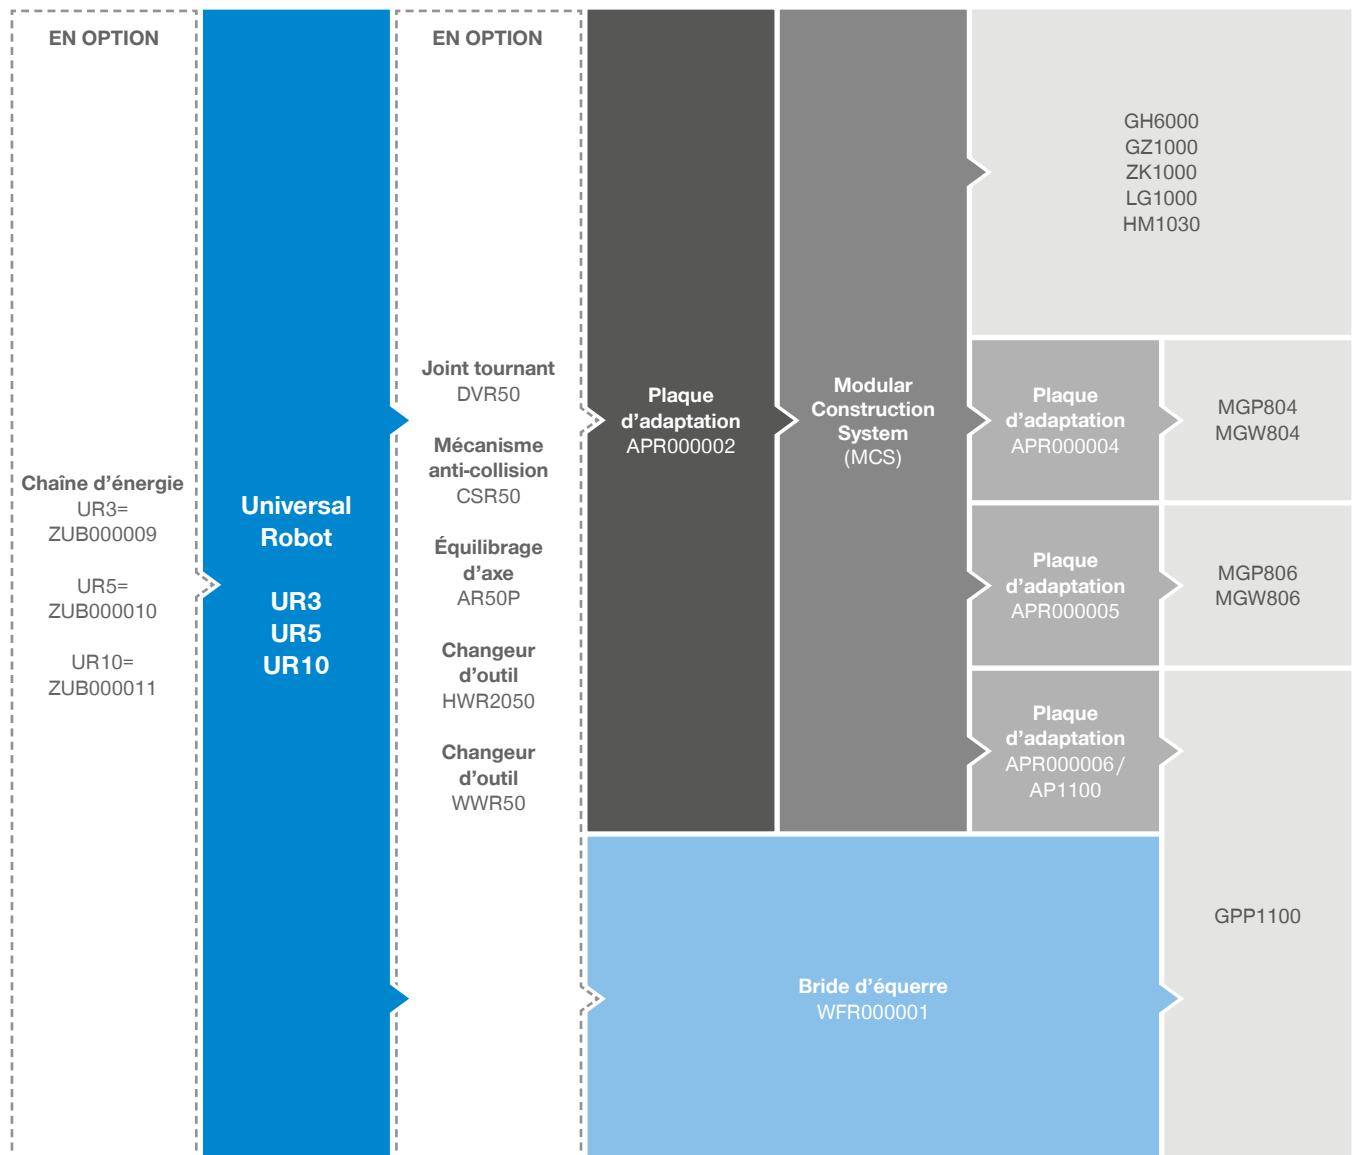 EN OPTION
Chaîne d’énergie
UR3=
ZUB000009
UR5=
ZUB000010
UR10=
ZUB000011
Universal
Robot
UR3
UR5
UR10
EN OPTION
Joint tournant
DVR50
Mécanisme
anti-collision
CSR50
Équilibrage
d’axe
AR50P
Changeur
d’outil
HWR2050
Changeur
d’outil
WWR50
Plaque
d’adaptation
APR000002
Modular
Construction
System
(MCS)
GH6000
GZ1000
ZK1000
LG1000
HM1030
Plaque
d’adaptation
APR000004
MGP804
MGW804
Plaque
d’adaptation
APR000005
MGP806
MGW806
Plaque
d’adaptation
APR000006/
AP1100
GPP1100
Bride d’équerre
WFR000001